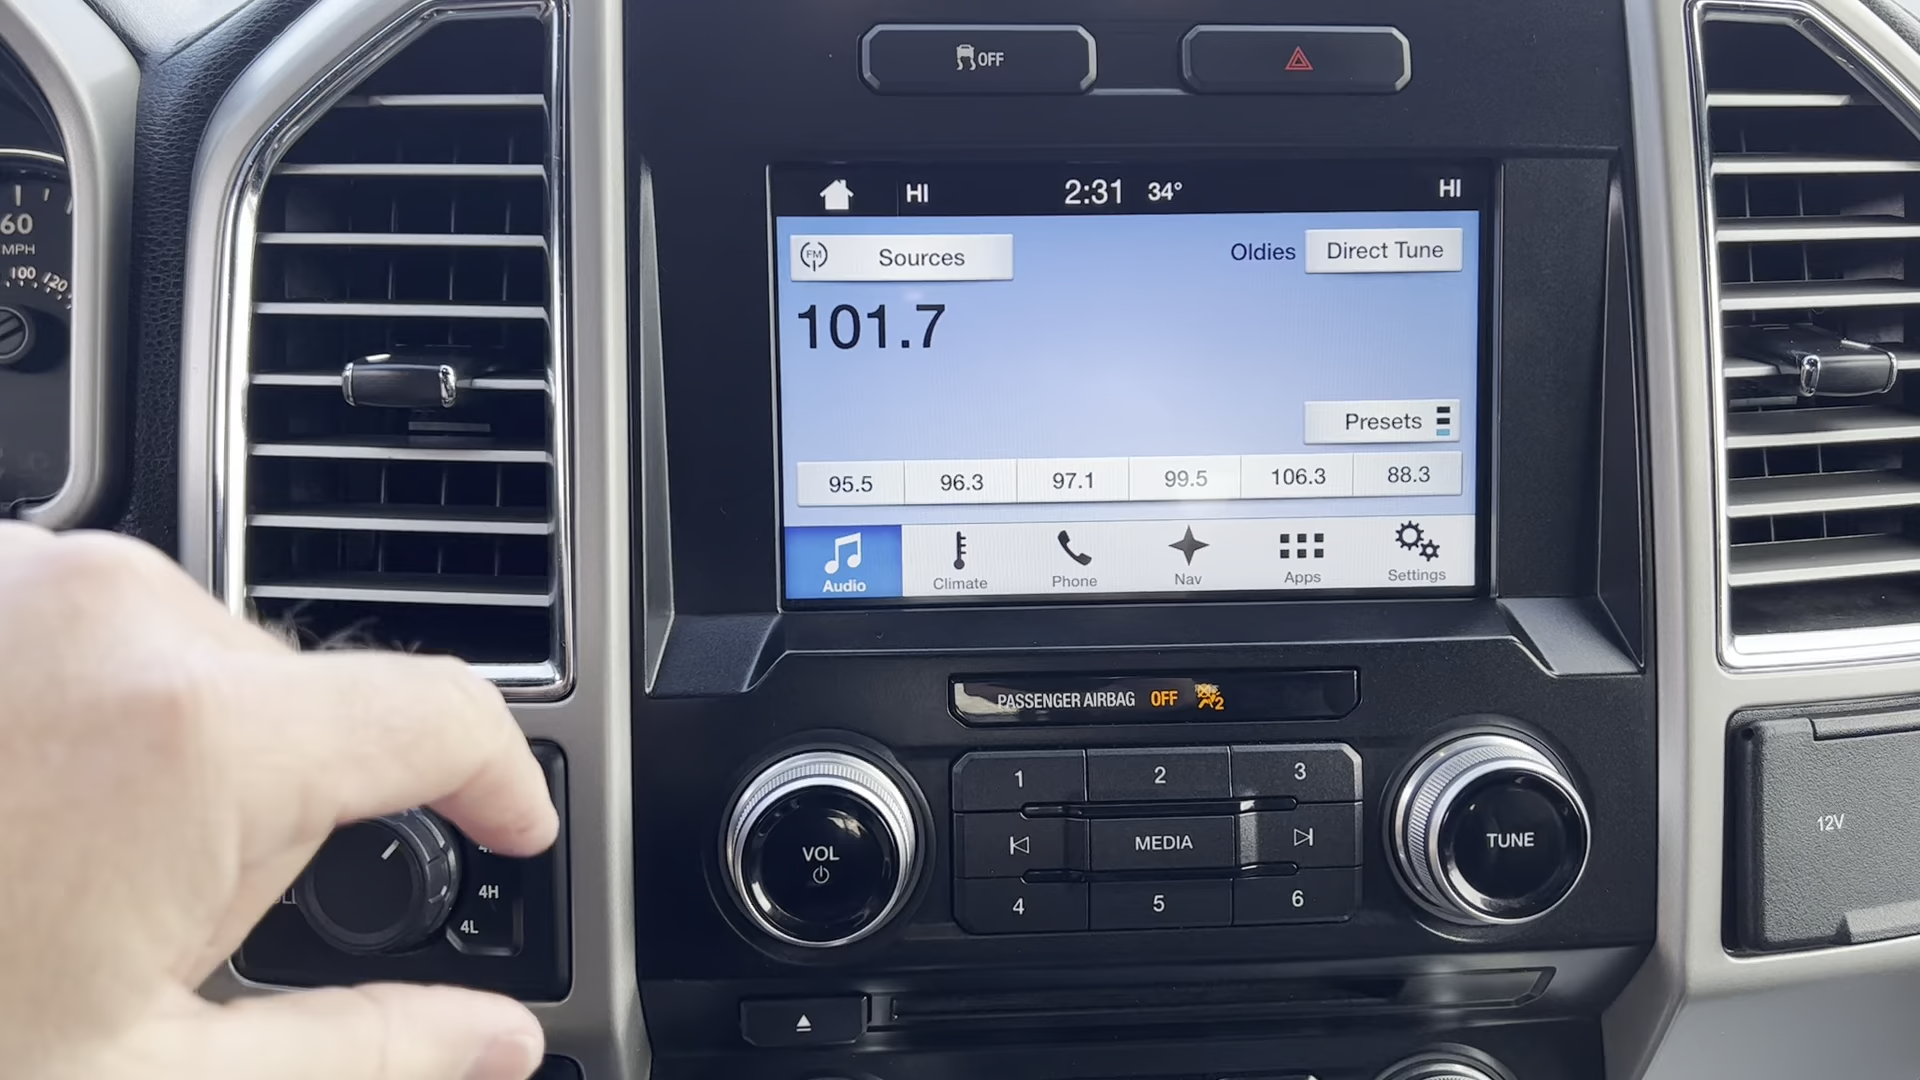 OFF
HI 2:31 34° HI
FM Sources Oldies Direct Tune
101.7
Presets
95.5 96.3 97.1 99.5 106.3 88.3
Audio Climate Phone Nav Apps Settings
60
MPH
100 120
PASSENGER AIRBAG OFF 2
1 2 3
VOL MEDIA TUNE
4 5 6
4H
4L
12V